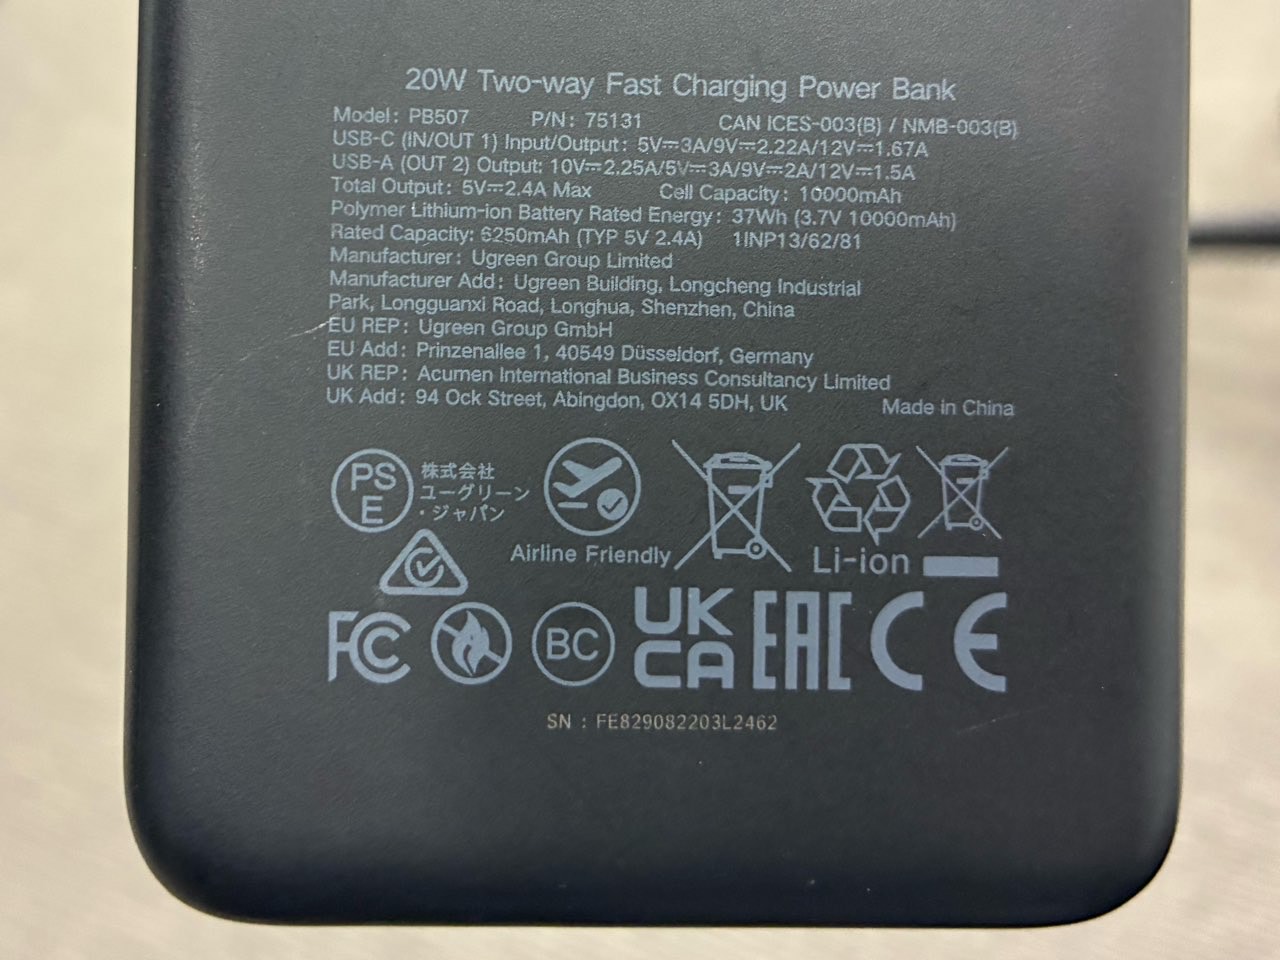 20W Two-way Fast Charging Power Bank
Model: PB507 P/N: 75131 CAN ICES-003(B) / NMB-003(B)
USB-C (IN/OUT 1) Input/Output: 5V⎓3A/9V⎓2.22A/12V⎓1.67A
USB-A (OUT 2) Output: 10V⎓2.25A/5V⎓3A/9V⎓2A/12V⎓1.5A
Total Output: 5V⎓2.4A Max Cell Capacity: 10000mAh
Polymer Lithium-ion Battery Rated Energy: 37Wh (3.7V 10000mAh)
Rated Capacity: 6250mAh (TYP 5V 2.4A) 1INP13/62/81
Manufacturer: Ugreen Group Limited
Manufacturer Add: Ugreen Building, Longcheng Industrial
Park, Longguanxi Road, Longhua, Shenzhen, China
EU REP: Ugreen Group GmbH
EU Add: Prinzenallee 1, 40549 Düsseldorf, Germany
UK REP: Acumen International Business Consultancy Limited
UK Add: 94 Ock Street, Abingdon, OX14 5DH, UK Made in China
PS
E
株式会社
ユーグリーン
・ジャパン
Airline Friendly
Li-ion
FC
BC
UK
CA
EAC
CE
SN : FE829082203L2462